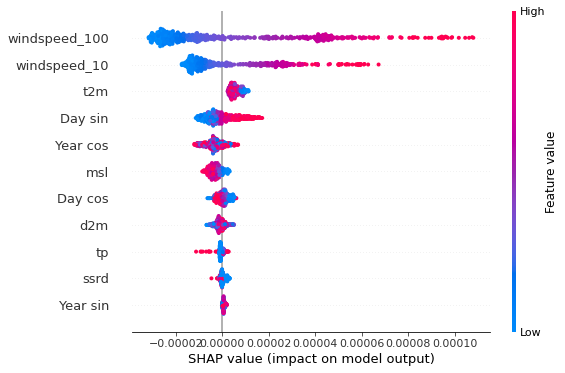 High
windspeed_100
windspeed_10
t2m
Day sin
Year cos
msl
Day cos
d2m
tp
ssrd
Year sin
Feature value
Low
−0.00002 0.00000 0.00002 0.00004 0.00006 0.00008 0.00010
SHAP value (impact on model output)